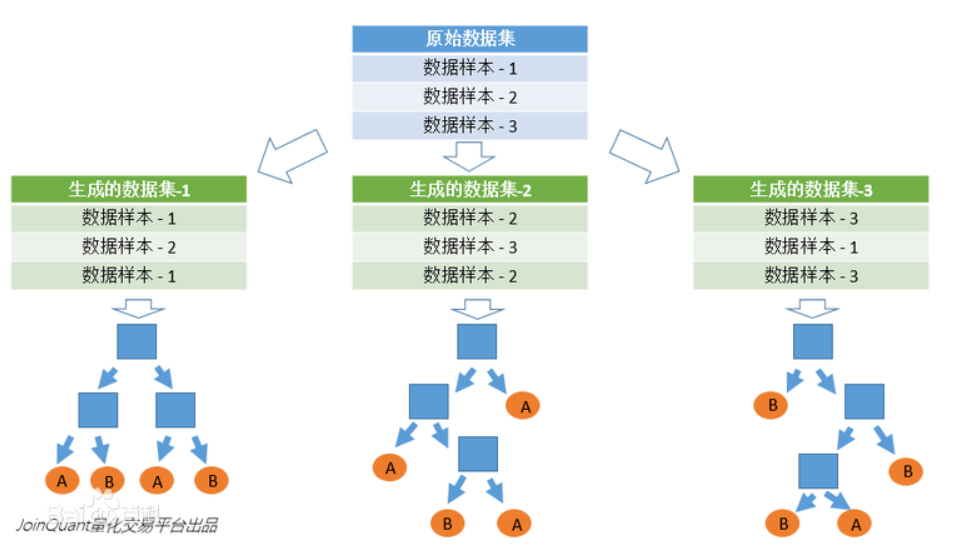 原始数据集
数据样本 - 1
数据样本 - 2
数据样本 - 3
生成的数据集-1
数据样本 - 1
数据样本 - 2
数据样本 - 1
生成的数据集-2
数据样本 - 2
数据样本 - 3
数据样本 - 2
生成的数据集-3
数据样本 - 3
数据样本 - 1
数据样本 - 3
A B A B
A
A
B A
B
B
B A
Bai 百科
JoinQuant量化交易平台出品